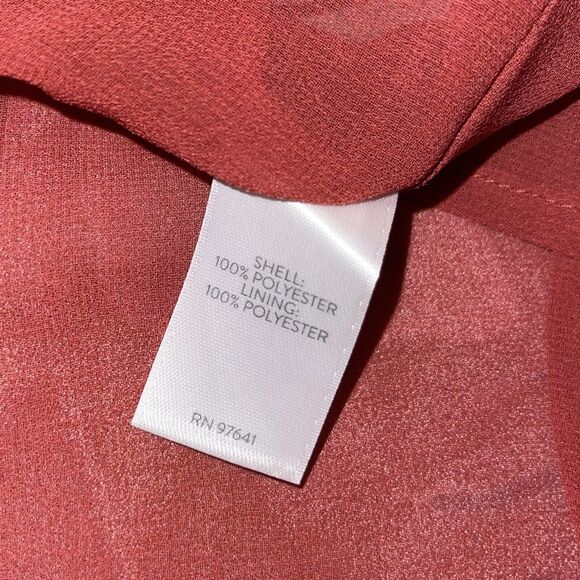 SHELL:
100% POLYESTER
LINING:
100% POLYESTER
RN 97641